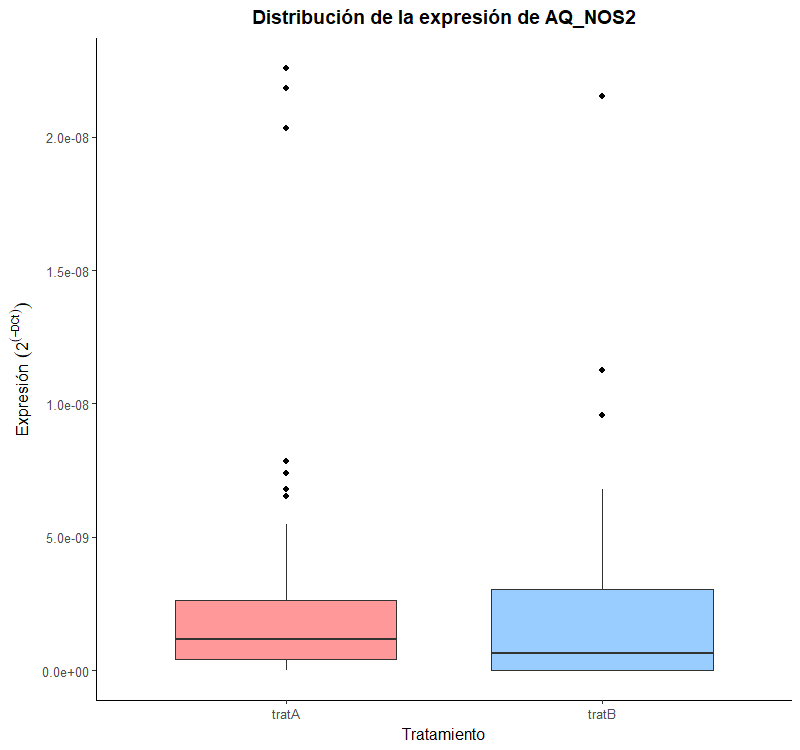 Distribución de la expresión de AQ_NOS2
Expresión (2^(−DCt))
2.0e-08
1.5e-08
1.0e-08
5.0e-09
0.0e+00
tratA
tratB
Tratamiento